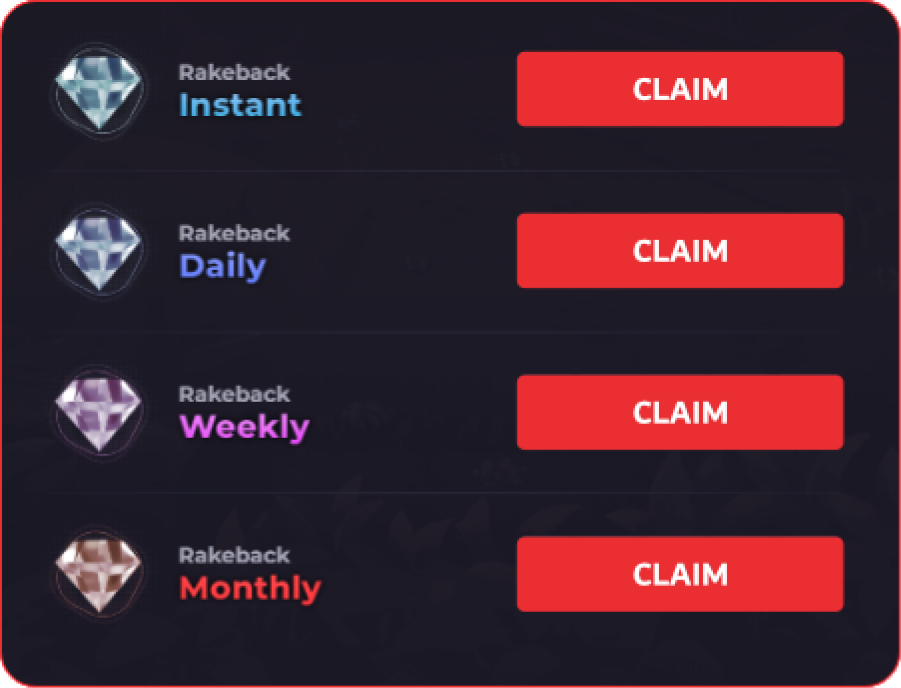 Rakeback
Instant
CLAIM
Rakeback
Daily
CLAIM
Rakeback
Weekly
CLAIM
Rakeback
Monthly
CLAIM